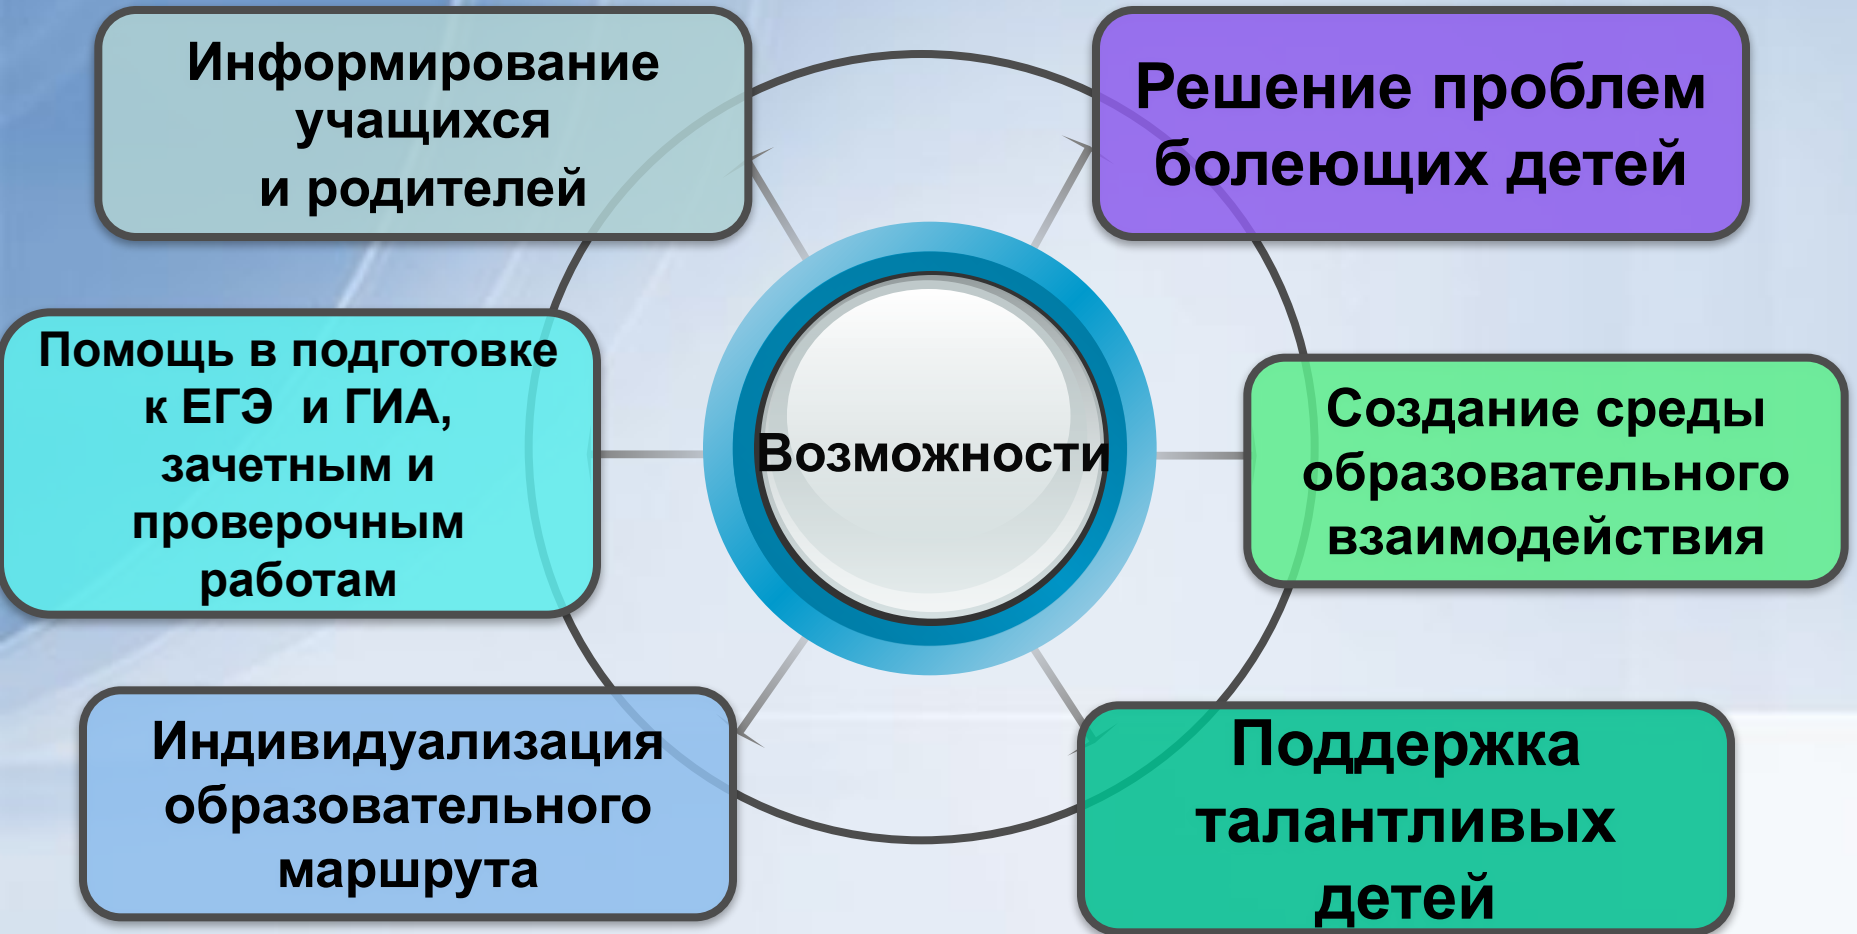 Информирование
учащихся
и родителей
Решение проблем
болеющих детей
Помощь в подготовке
к ЕГЭ  и ГИА,
зачетным и
проверочным
работам
Возможности
Создание среды
образовательного
взаимодействия
Индивидуализация
образовательного
маршрута
Поддержка
талантливых
детей